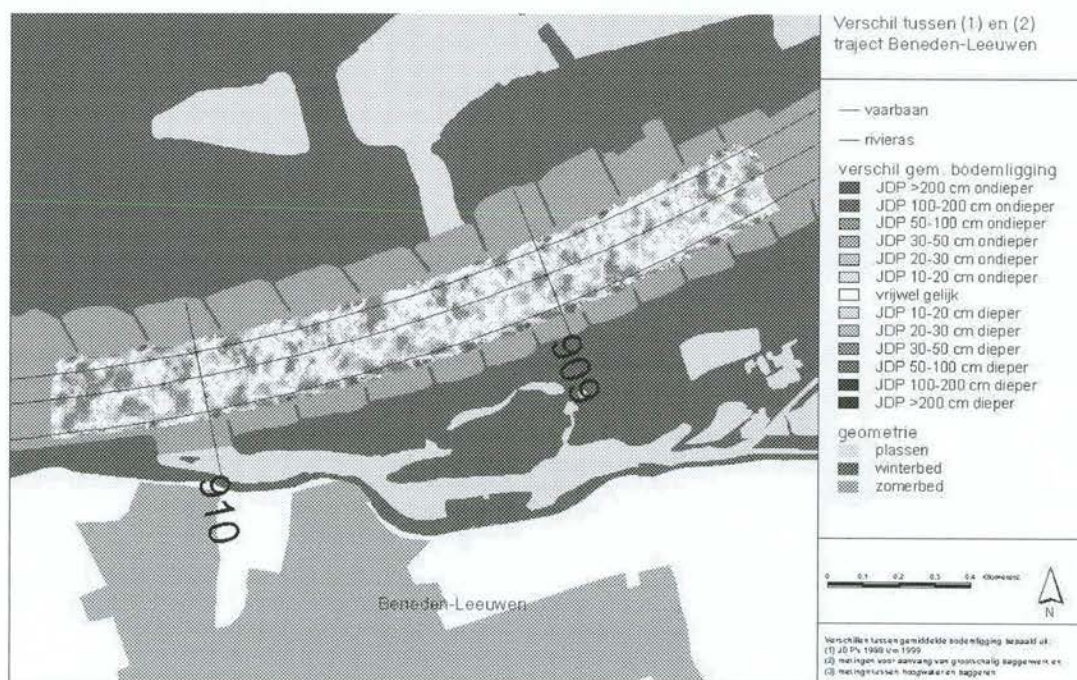 Verschil tussen (1) en (2)
traject Beneden-Leeuwen
vaarbaan
rivieras
verschil gem. bodemligging
JDP >200 cm ondieper
JDP 100-200 cm ondieper
JDP 50-100 cm ondieper
JDP 30-50 cm ondieper
JDP 20-30 cm ondieper
JDP 10-20 cm ondieper
vrijwel gelijk
JDP 10-20 cm dieper
JDP 20-30 cm dieper
JDP 30-50 cm dieper
JDP 50-100 cm dieper
JDP 100-200 cm dieper
JDP >200 cm dieper
geometrie
plassen
winterbed
zomerbed
909
910
Beneden-Leeuwen
0 0.1 0.2 0.3 0.4 Kilometers
N
Verschillen tussen gemiddelde bodemligging bepaald uit:
(1) JDP's 1998 t/m 1999
(2) metingen voor aanvang van grootschalig baggerwerk en
(3) metingen tussen hoogwater en baggeren